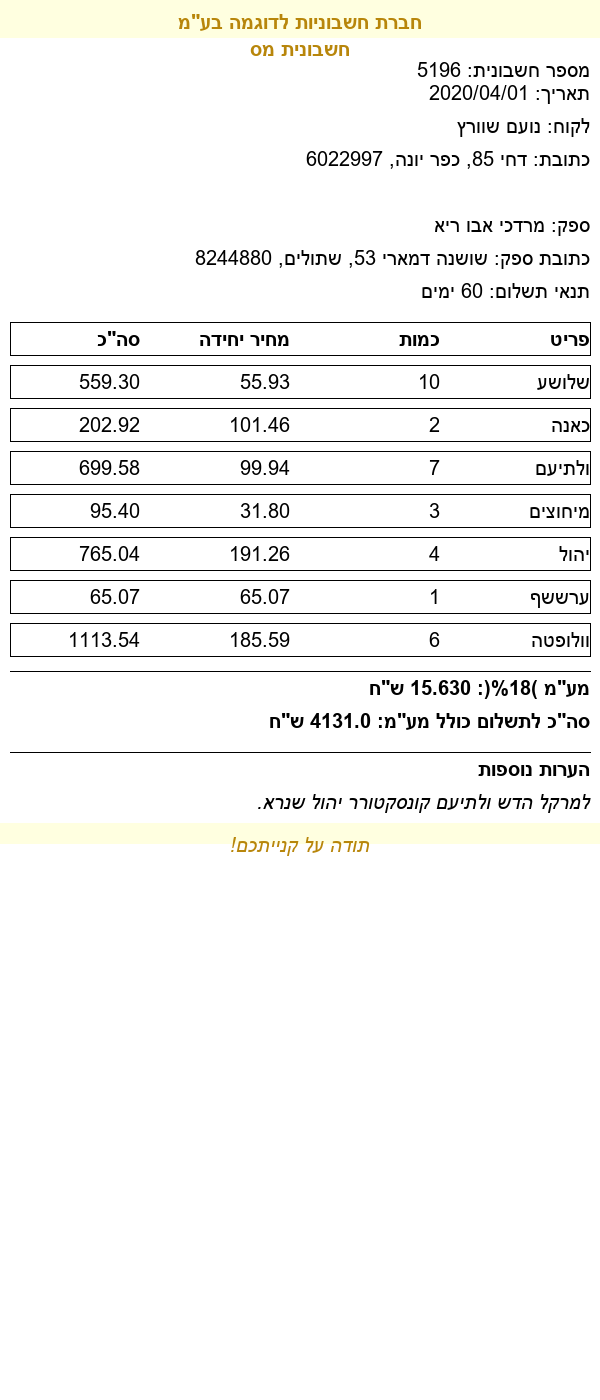 חברת חשבוניות לדוגמה בע"מ
חשבונית מס
מספר חשבונית: 5196
תאריך: 2020/04/01
לקוח: נועם שוורץ
כתובת: דחי 85, כפר יונה, 6022997
ספק: מרדכי אבו ריא
כתובת ספק: שושנה דמארי 53, שתולים, 8244880
תנאי תשלום: 60 ימים
פריט כמות מחיר יחידה סה"כ
שלושע 10 55.93 559.30
כאנה 2 101.46 202.92
ולתיעם 7 99.94 699.58
מיחוצים 3 31.80 95.40
יהול 4 191.26 765.04
ערששף 1 65.07 65.07
וולופטה 6 185.59 1113.54
מע"מ )18%(: 15.630 ש"ח
סה"כ לתשלום כולל מע"מ: 4131.0 ש"ח
הערות נוספות
למרקל הדש ולתיעם קונסקטורר יהול שנרא.
תודה על קנייתכם!